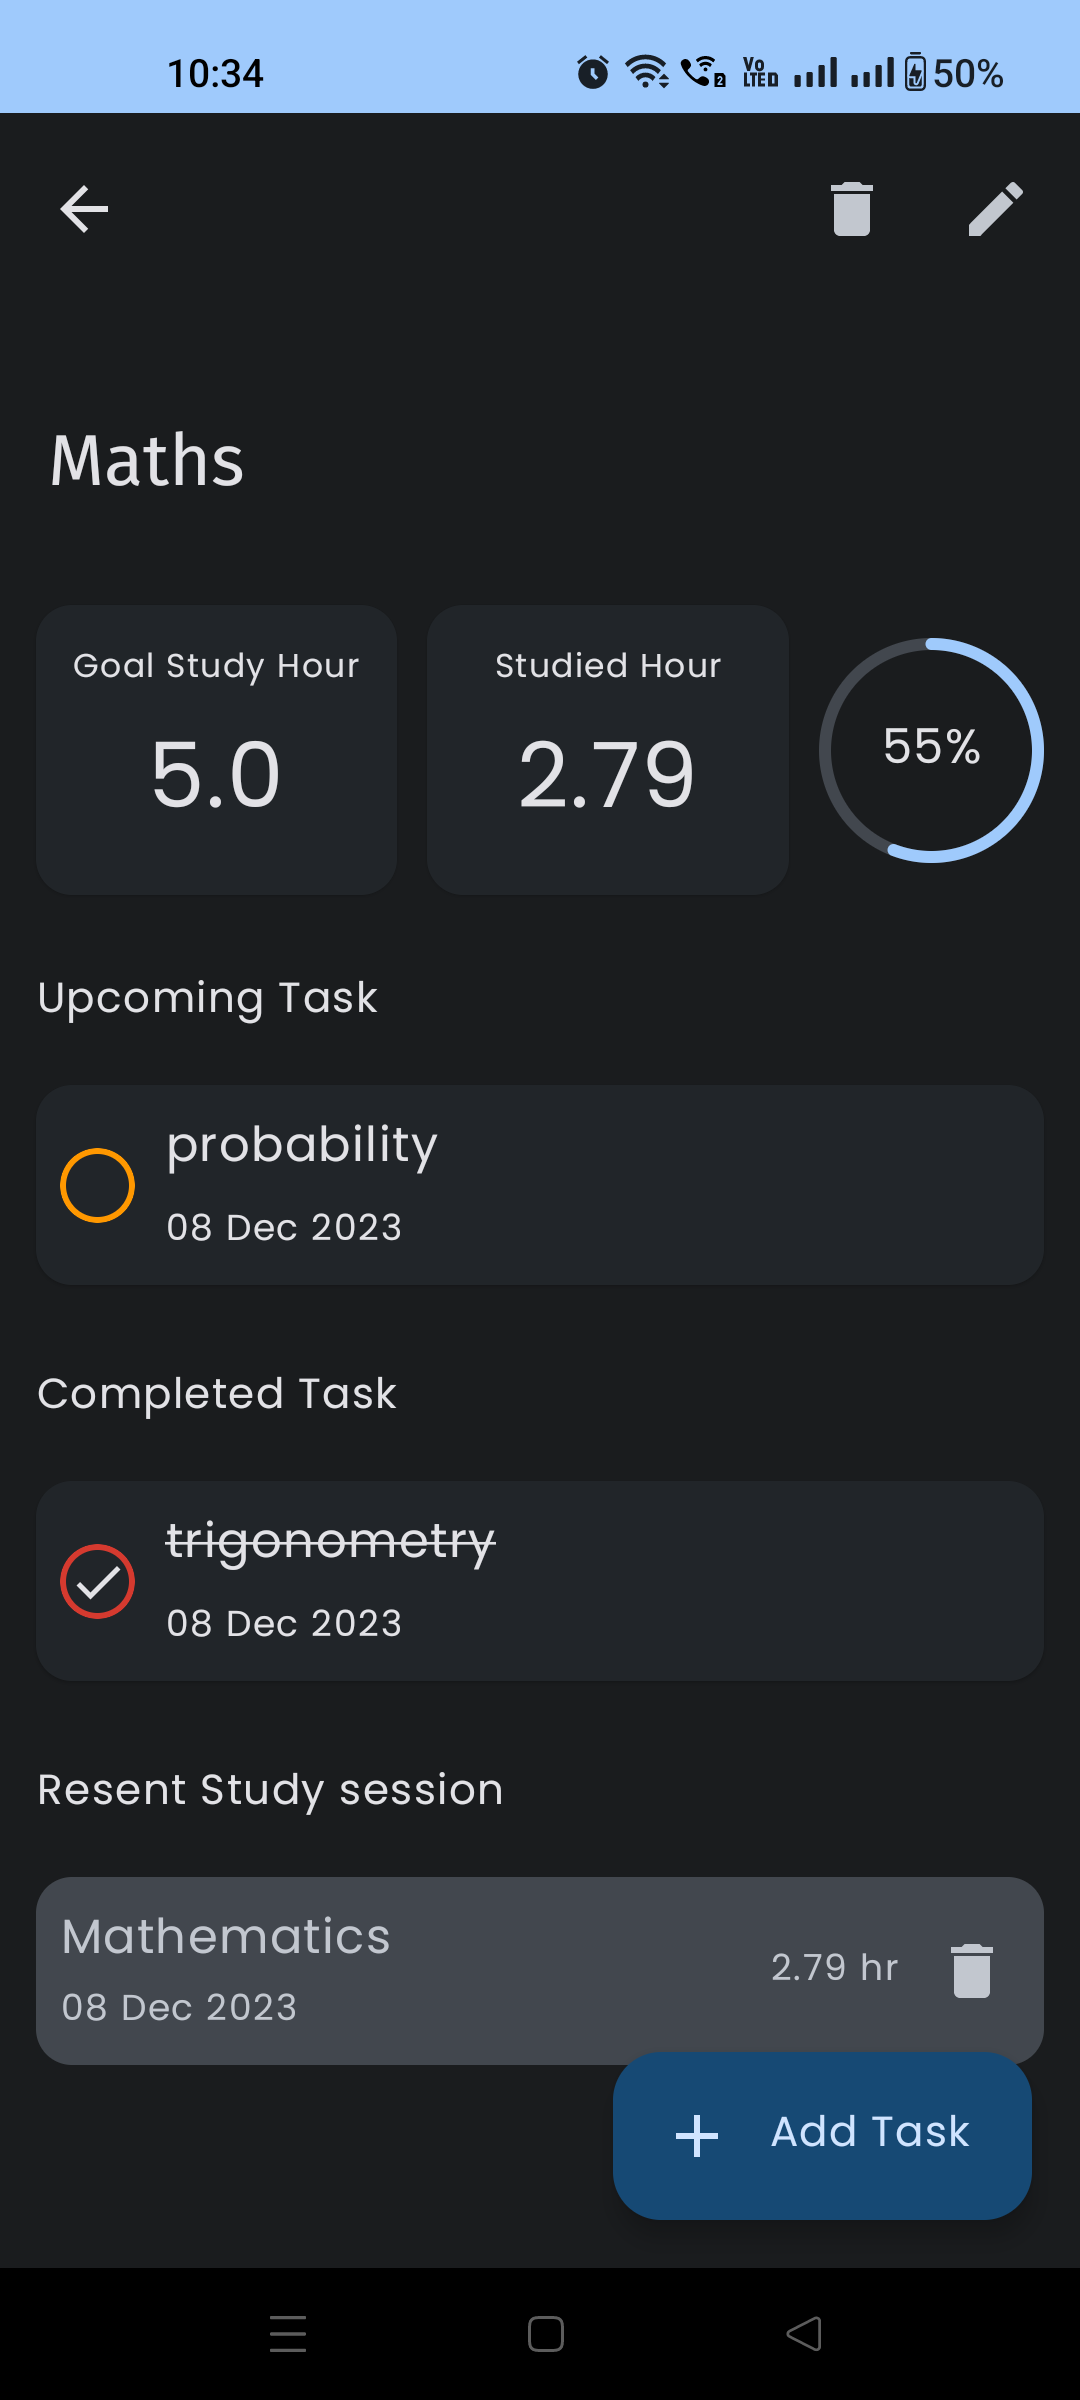 10:34
Vo LTED 50%
2
Maths
Goal Study Hour
5.0
Studied Hour
2.79
55%
Upcoming Task
probability
08 Dec 2023
Completed Task
trigonometry
08 Dec 2023
Resent Study session
Mathematics
08 Dec 2023
2.79 hr
Add Task